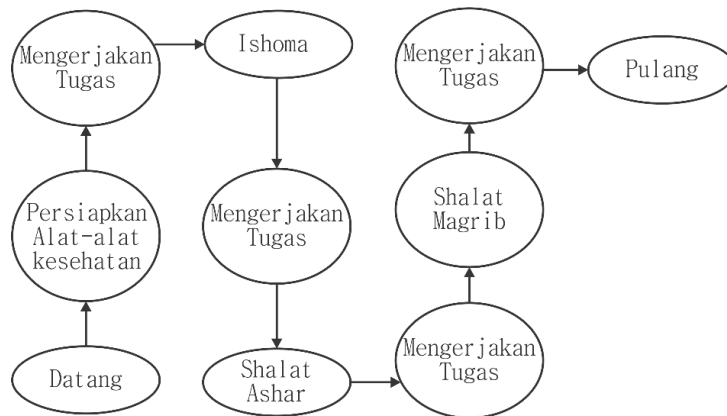 Datang
Persiapkan
Alat-alat
kesehatan
Mengerjakan
Tugas
Ishoma
Mengerjakan
Tugas
Shalat
Ashar
Mengerjakan
Tugas
Shalat
Magrib
Mengerjakan
Tugas
Pulang